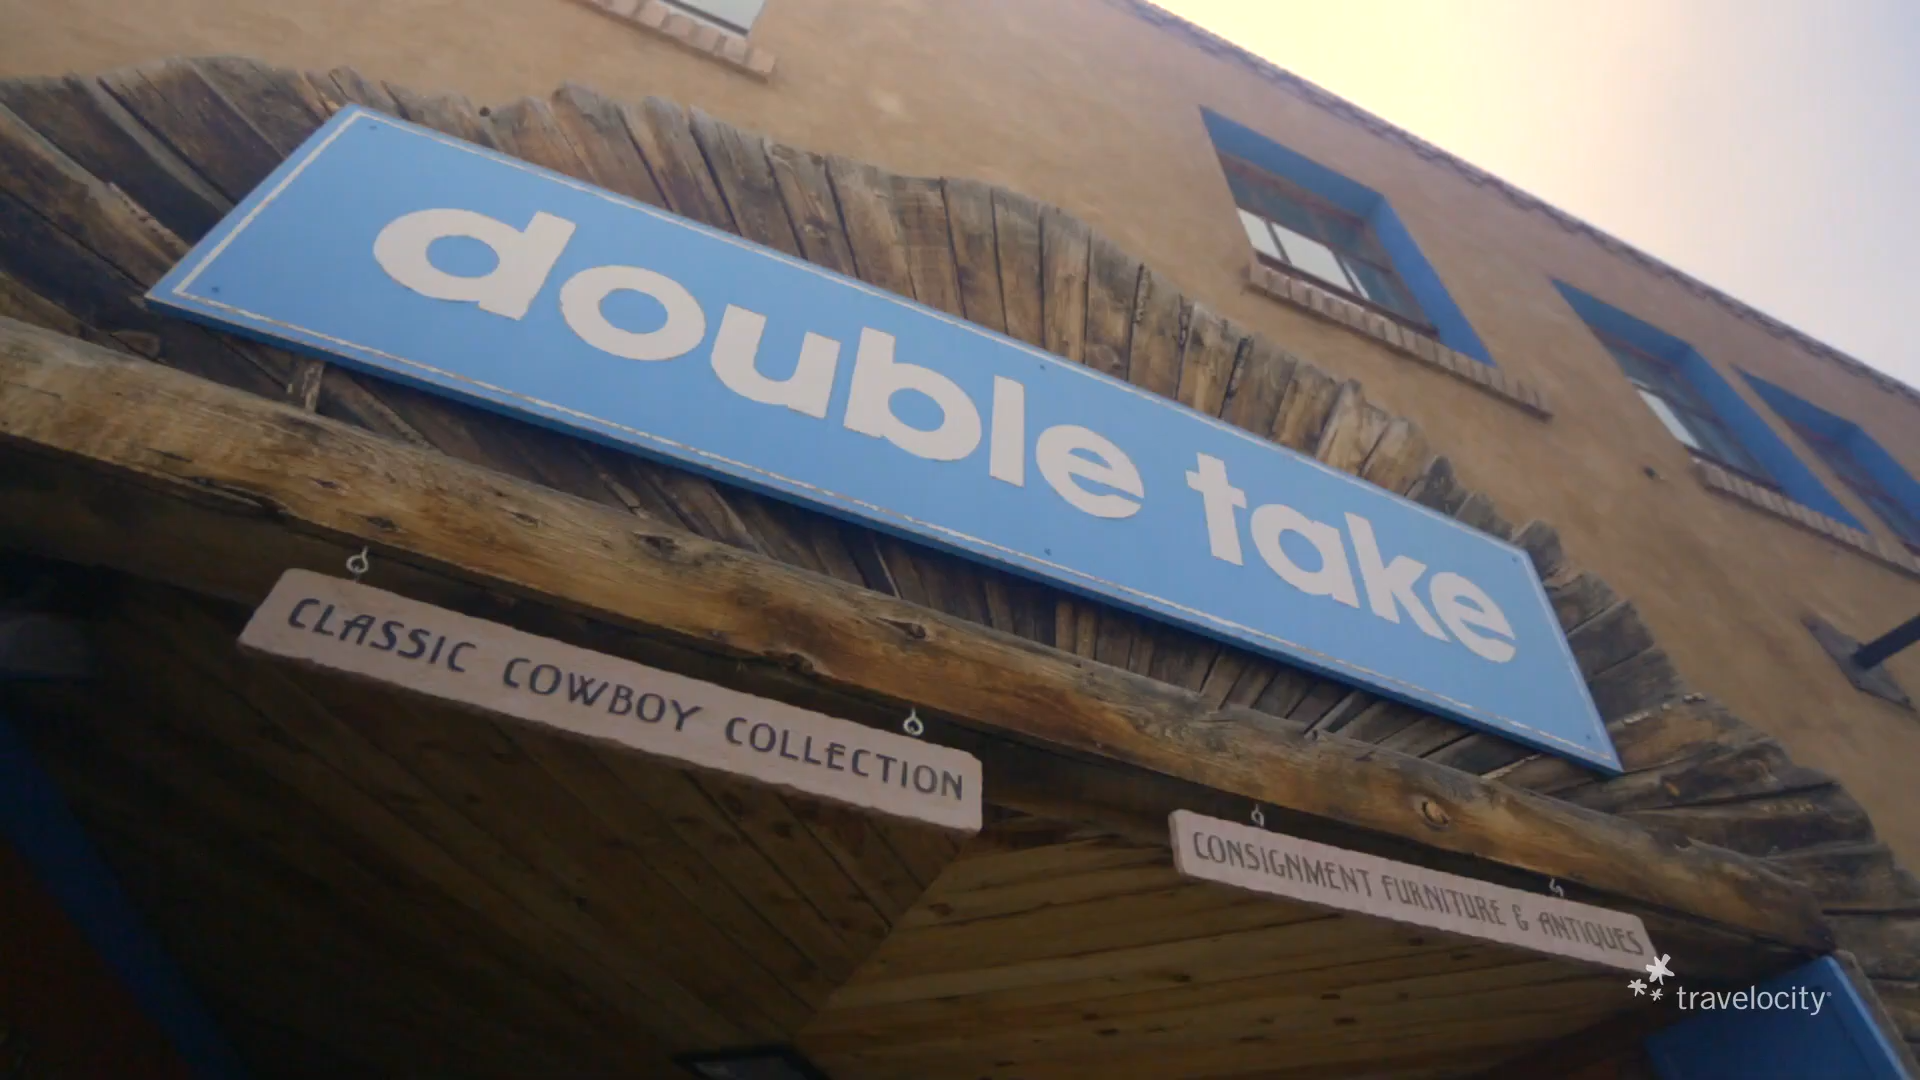 double take
CLASSIC COWBOY COLLECTION
CONSIGNMENT FURNITURE & ANTIQUES
travelocity